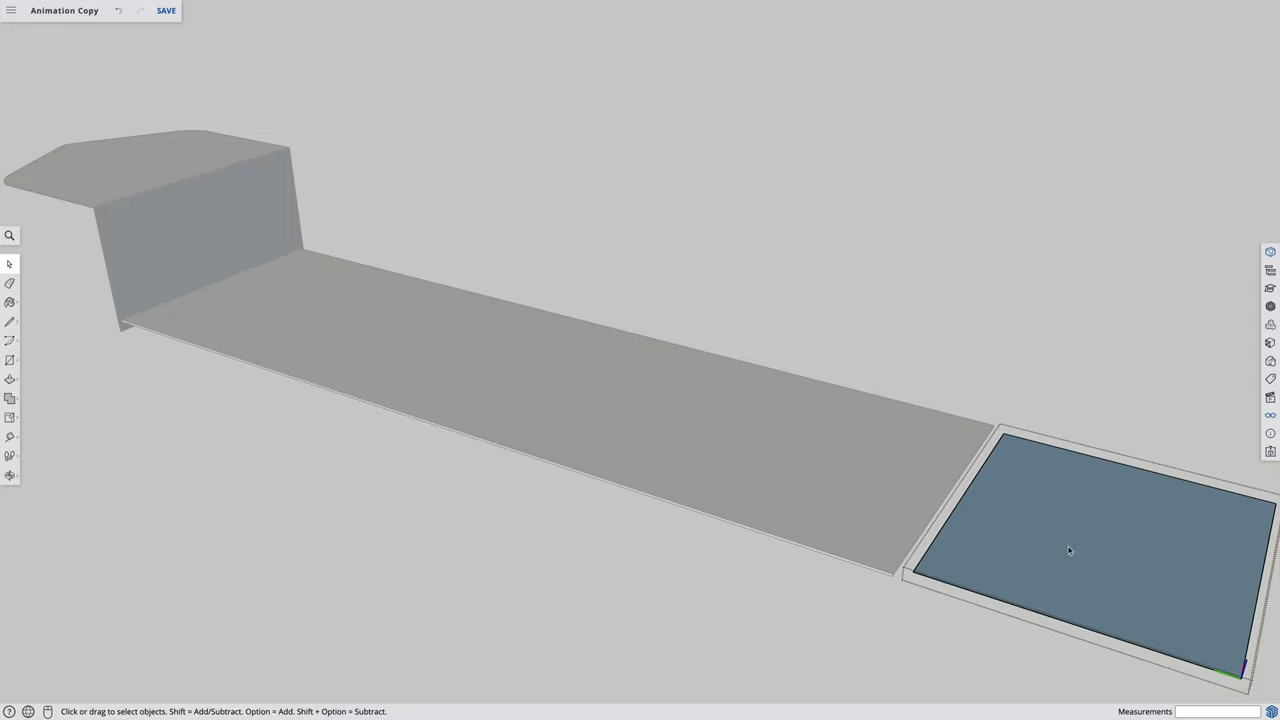 Animation Copy SAVE
Click or drag to select objects. Shift = Add/Subtract. Option = Add. Shift + Option = Subtract. Measurements